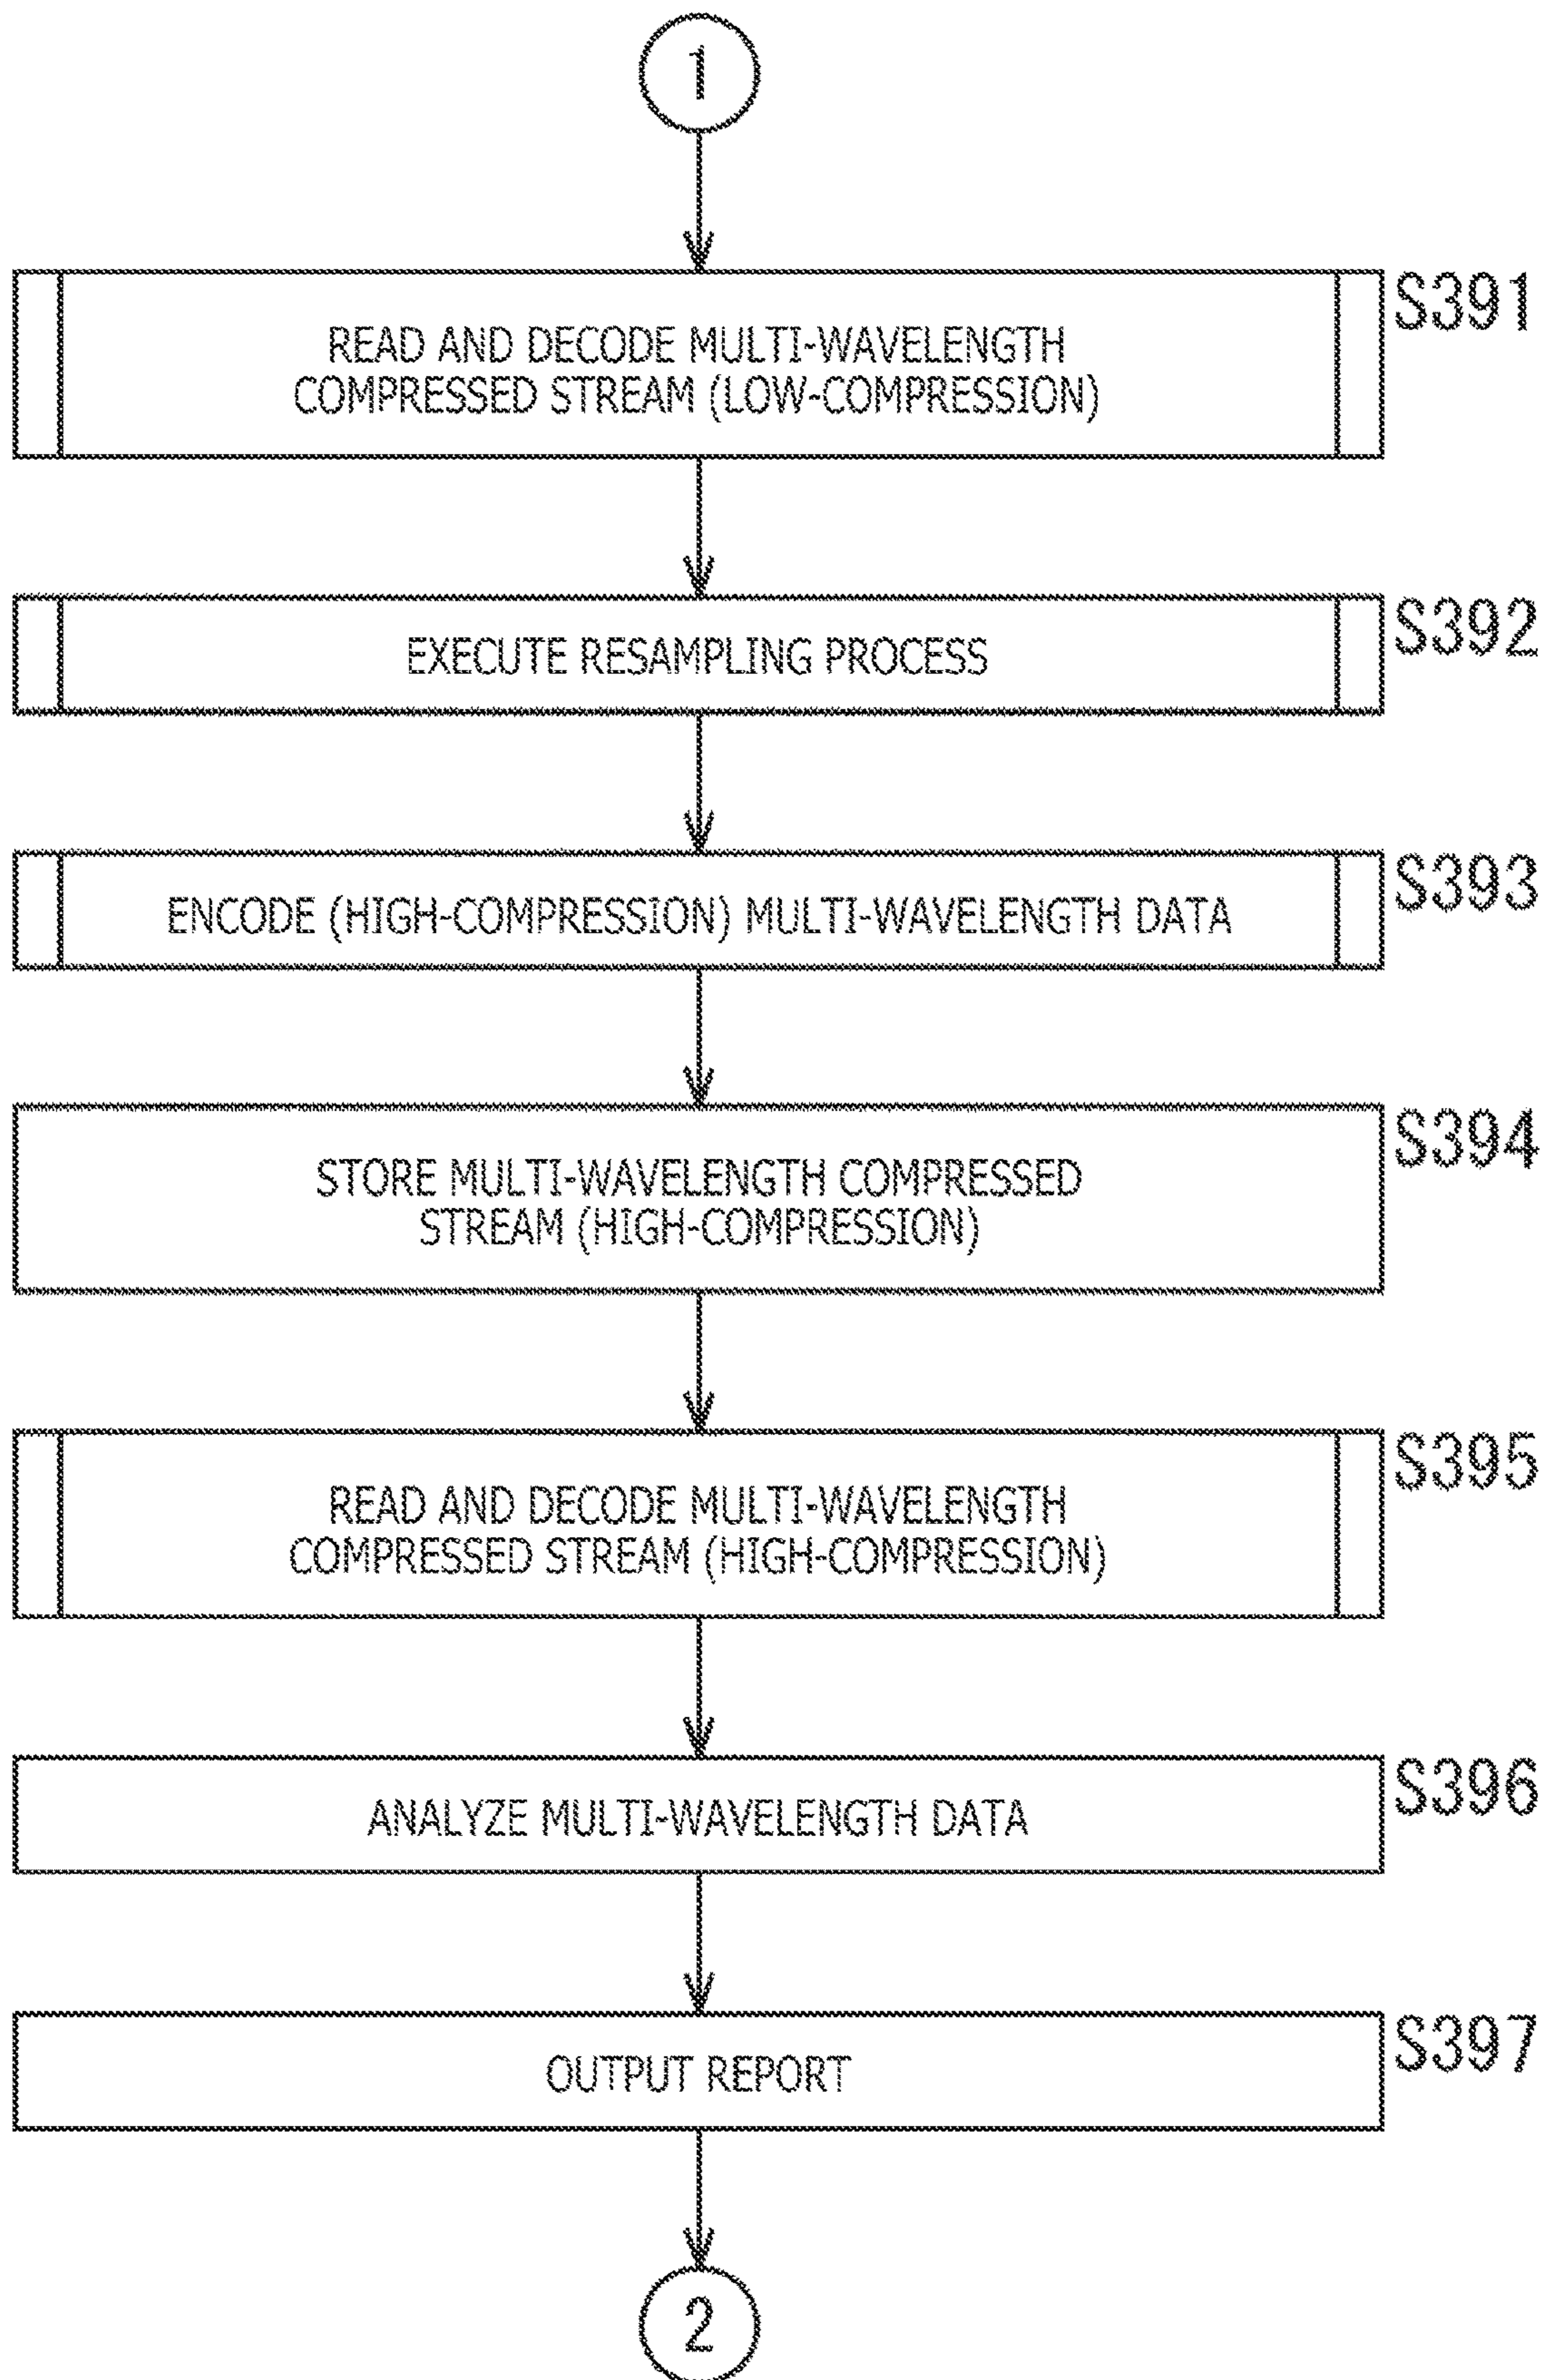 1
READ AND DECODE MULTI-WAVELENGTH
COMPRESSED STREAM (LOW-COMPRESSION)
S391
EXECUTE RESAMPLING PROCESS
S392
ENCODE (HIGH-COMPRESSION) MULTI-WAVELENGTH DATA
S393
STORE MULTI-WAVELENGTH COMPRESSED
STREAM (HIGH-COMPRESSION)
S394
READ AND DECODE MULTI-WAVELENGTH
COMPRESSED STREAM (HIGH-COMPRESSION)
S395
ANALYZE MULTI-WAVELENGTH DATA
S396
OUTPUT REPORT
S397
2